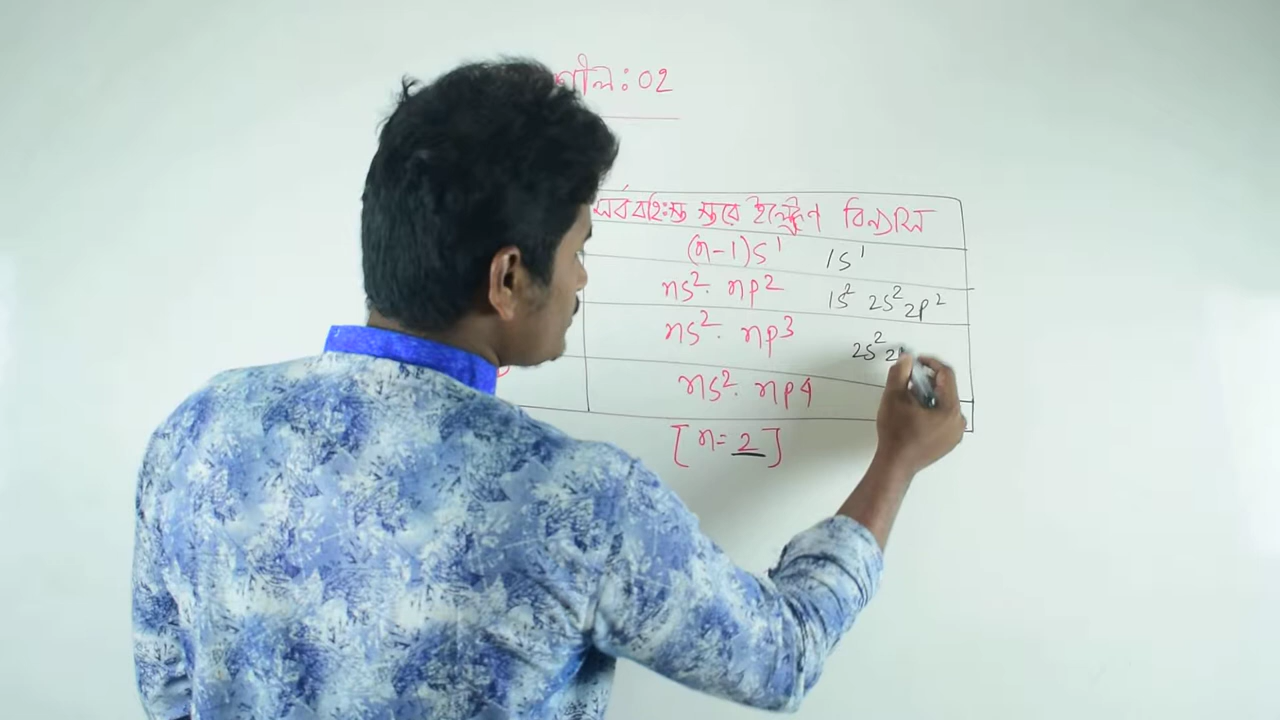 শীল : 02
সর্ববহিঃস্থ স্তরে ইলেক্ট্রন বিন্যাস
(n-1)s¹ 1s¹
ns². np² 1s² 2s² 2p²
ns². np³ 2s² 2
ns². np4
[n= 2]